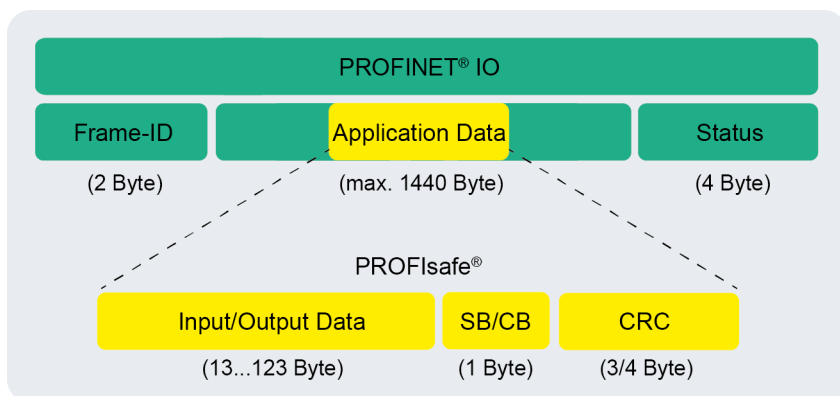 PROFINET® IO
Frame-ID Application Data Status
(2 Byte) (max. 1440 Byte) (4 Byte)
PROFIsafe®
Input/Output Data SB/CB CRC
(13...123 Byte) (1 Byte) (3/4 Byte)